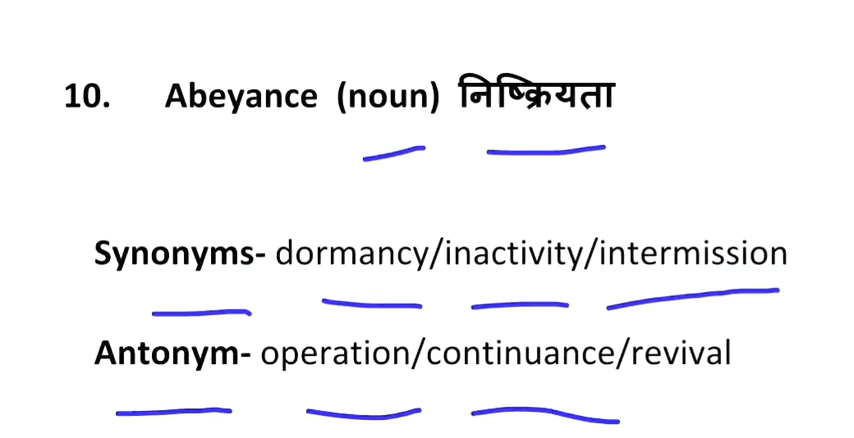 10. Abeyance (noun) निष्क्रियता
Synonyms- dormancy/inactivity/intermission
Antonym- operation/continuance/revival